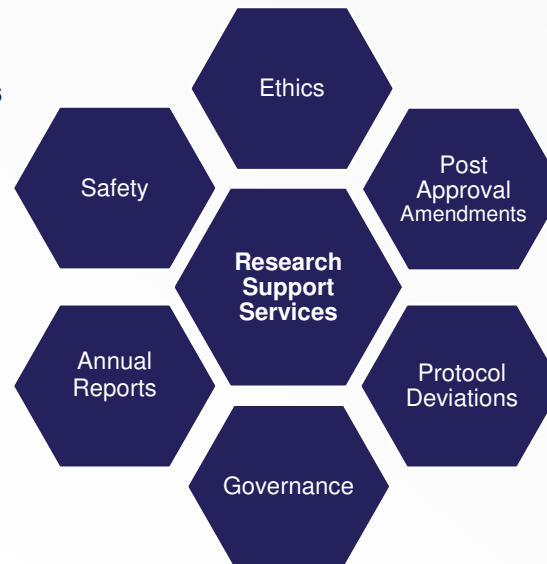 s
Ethics
Safety
Post
Approval
Amendments
Research
Support
Services
Annual
Reports
Protocol
Deviations
Governance